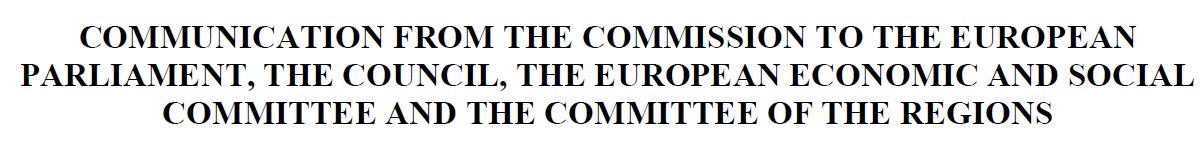 COMMUNICATION FROM THE COMMISSION TO THE EUROPEAN
PARLIAMENT, THE COUNCIL, THE EUROPEAN ECONOMIC AND SOCIAL
COMMITTEE AND THE COMMITTEE OF THE REGIONS